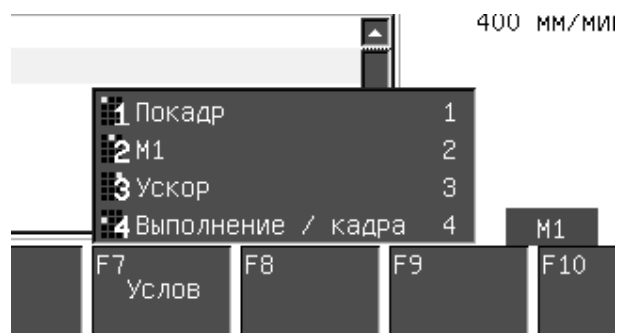 400 мм/ми
1 Покадр 1
2 М1 2
3 Ускор 3
4 Выполнение / кадра 4
М1
F7 F8 F9 F10
Услов